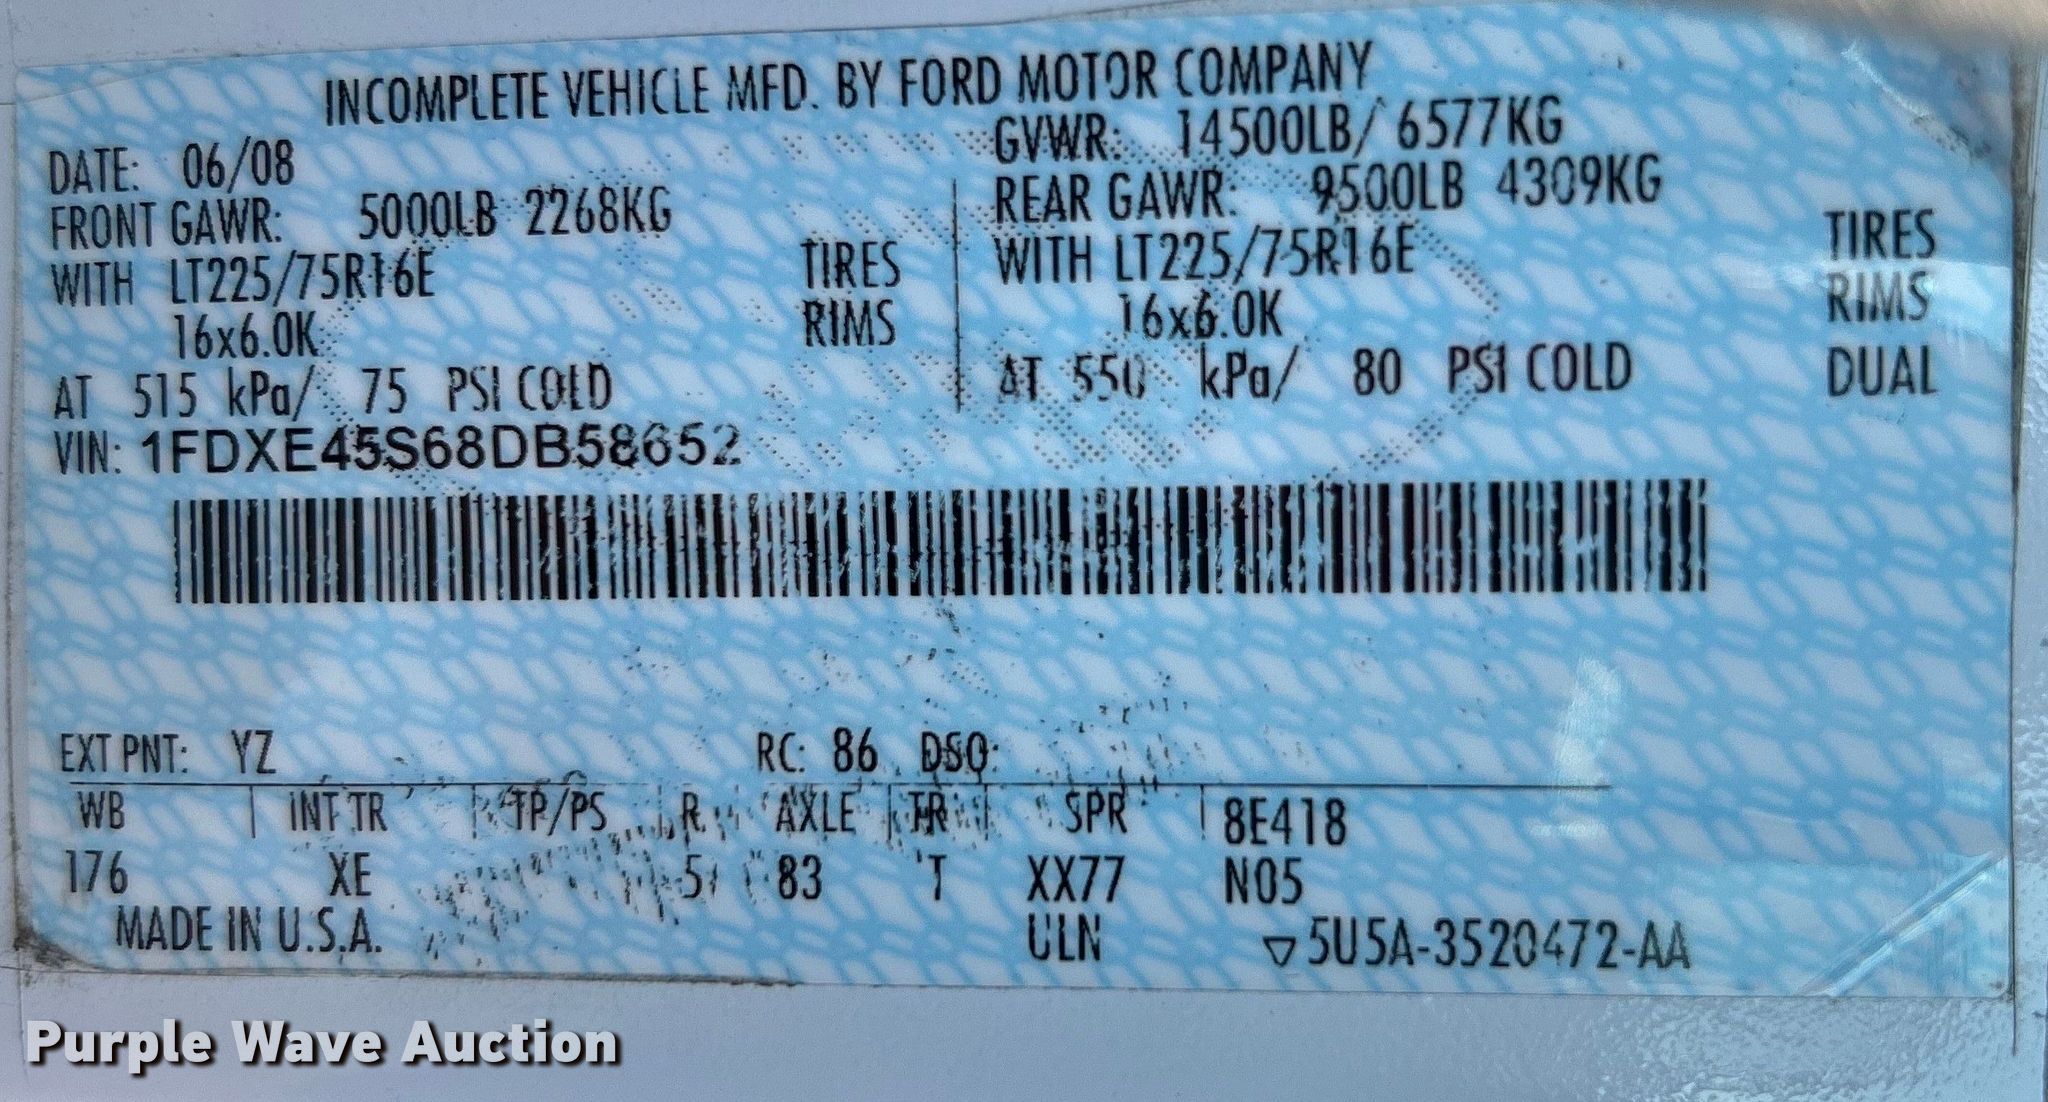 INCOMPLETE VEHICLE MFD. BY FORD MOTOR COMPANY
DATE: 06/08 GVWR: 14500LB/ 6577KG
FRONT GAWR: 5000LB 2268KG REAR GAWR: 9500LB 4309KG
WITH LT225/75R16E TIRES WITH LT225/75R16E TIRES
16x6.0K RIMS 16x6.0K RIMS
AT 515 kPa/ 75 PSI COLD AT 550 kPa/ 80 PSI COLD DUAL
VIN: 1FDXE45S68DB58652
EXT PNT: YZ RC: 86 DSO:
WB INT TR TP/PS R AXLE TR SPR 8E418
176 XE 5 83 T XX77 N05
MADE IN U.S.A. ULN ▽5U5A-3520472-AA
Purple Wave Auction